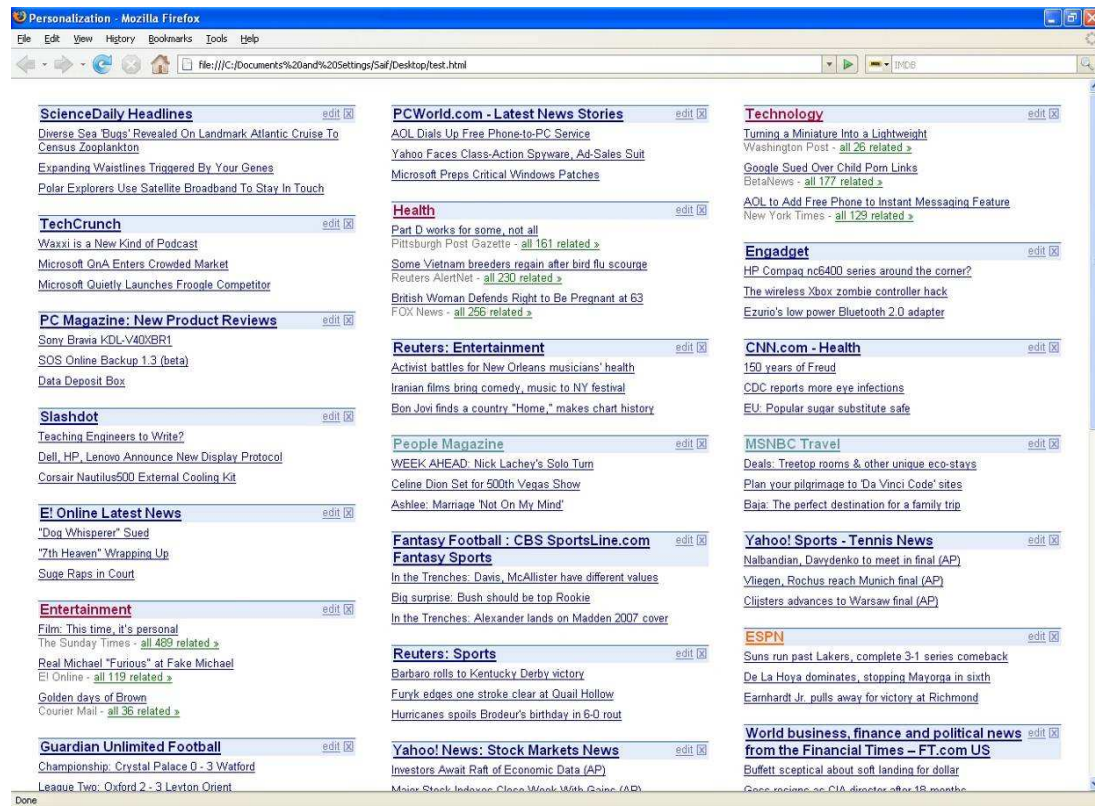 Personalization - Mozilla Firefox
File Edit View History Bookmarks Tools Help
file:///C:/Documents%20and%20Settings/Saif/Desktop/test.html
IMDB
ScienceDaily Headlines edit
Diverse Sea 'Bugs' Revealed On Landmark Atlantic Cruise To
Census Zooplankton
Expanding Waistlines Triggered By Your Genes
Polar Explorers Use Satellite Broadband To Stay In Touch
TechCrunch edit
Waxxi is a New Kind of Podcast
Microsoft QnA Enters Crowded Market
Microsoft Quietly Launches Froogle Competitor
PC Magazine: New Product Reviews edit
Sony Bravia KDL-V40XBR1
SOS Online Backup 1.3 (beta)
Data Deposit Box
Slashdot edit
Teaching Engineers to Write?
Dell, HP, Lenovo Announce New Display Protocol
Corsair Nautilus500 External Cooling Kit
E! Online Latest News edit
"Dog Whisperer" Sued
"7th Heaven" Wrapping Up
Suge Raps in Court
Entertainment edit
Film: This time, it's personal
The Sunday Times - all 489 related »
Real Michael "Furious" at Fake Michael
E! Online - all 119 related »
Golden days of Brown
Courier Mail - all 36 related »
Guardian Unlimited Football edit
Championship: Crystal Palace 0 - 3 Watford
League Two: Oxford 2 - 3 Leyton Orient
PCWorld.com - Latest News Stories edit
AOL Dials Up Free Phone-to-PC Service
Yahoo Faces Class-Action Spyware, Ad-Sales Suit
Microsoft Preps Critical Windows Patches
Health edit
Part D works for some, not all
Pittsburgh Post Gazette - all 161 related »
Some Vietnam breeders regain after bird flu scourge
Reuters AlertNet - all 230 related »
British Woman Defends Right to Be Pregnant at 63
FOX News - all 256 related »
Reuters: Entertainment edit
Activist battles for New Orleans musicians' health
Iranian films bring comedy, music to NY festival
Bon Jovi finds a country "Home," makes chart history
People Magazine edit
WEEK AHEAD: Nick Lachey's Solo Turn
Celine Dion Set for 500th Vegas Show
Ashlee: Marriage 'Not On My Mind'
Fantasy Football : CBS SportsLine.com edit
Fantasy Sports
In the Trenches: Davis, McAllister have different values
Big surprise: Bush should be top Rookie
In the Trenches: Alexander lands on Madden 2007 cover
Reuters: Sports edit
Barbaro rolls to Kentucky Derby victory
Furyk edges one stroke clear at Quail Hollow
Hurricanes spoils Brodeur's birthday in 6-0 rout
Yahoo! News: Stock Markets News edit
Investors Await Raft of Economic Data (AP)
Major Stock Indexes Close Week With Gains (AP)
Technology edit
Turning a Miniature Into a Lightweight
Washington Post - all 26 related »
Google Sued Over Child Porn Links
BetaNews - all 177 related »
AOL to Add Free Phone to Instant Messaging Feature
New York Times - all 129 related »
Engadget edit
HP Compaq nc6400 series around the corner?
The wireless Xbox zombie controller hack
Ezurio's low power Bluetooth 2.0 adapter
CNN.com - Health edit
150 years of Freud
CDC reports more eye infections
EU: Popular sugar substitute safe
MSNBC Travel edit
Deals: Treetop rooms & other unique eco-stays
Plan your pilgrimage to 'Da Vinci Code' sites
Baja: The perfect destination for a family trip
Yahoo! Sports - Tennis News edit
Nalbandian, Davydenko to meet in final (AP)
Vliegen, Rochus reach Munich final (AP)
Clijsters advances to Warsaw final (AP)
ESPN edit
Suns run past Lakers, complete 3-1 series comeback
De La Hoya dominates, stopping Mayorga in sixth
Earnhardt Jr. pulls away for victory at Richmond
World business, finance and political news edit
from the Financial Times – FT.com US
Buffett sceptical about soft landing for dollar
Goss resigns as CIA director after 18 months
Done